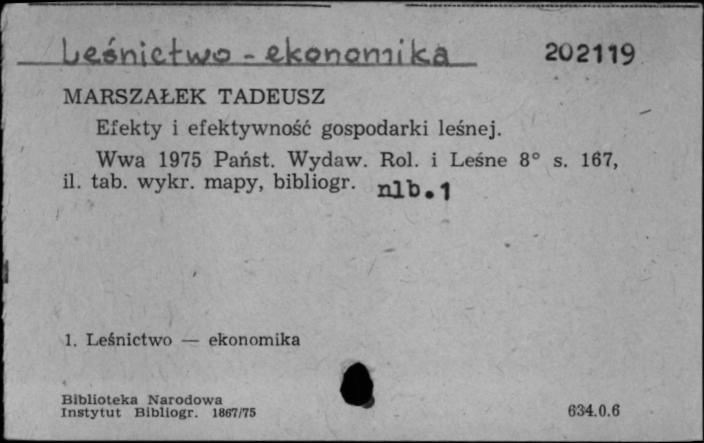 Leśnictwo - ekonomika 202119
MARSZAŁEK TADEUSZ
Efekty i efektywność gospodarki leśnej.
Wwa 1975 Państ. Wydaw. Rol. i Leśne 8° s. 167,
il. tab. wykr. mapy, bibliogr. nlb.1
1. Leśnictwo — ekonomika
Biblioteka Narodowa
Instytut Bibliogr. 1867/75 634.0.6